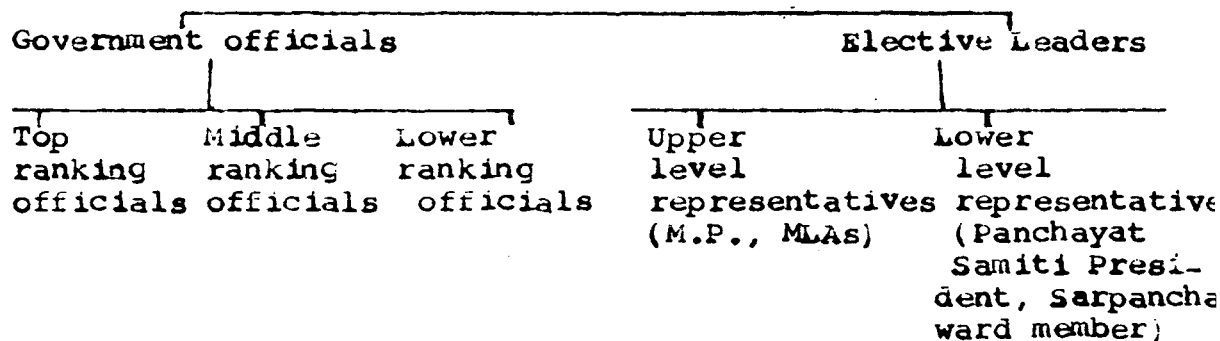 Government officials Elective Leaders
Top Middle Lower Upper Lower
ranking ranking ranking level level
officials officials officials representatives representative
(M.P., MLAs) (Panchayat
Samiti Presi-
dent, Sarpancha
ward member)